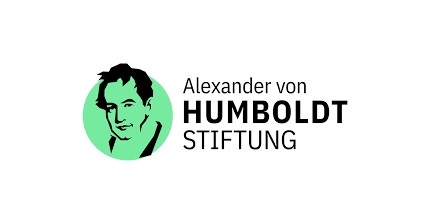 Alexander von
HUMBOLDT
STIFTUNG